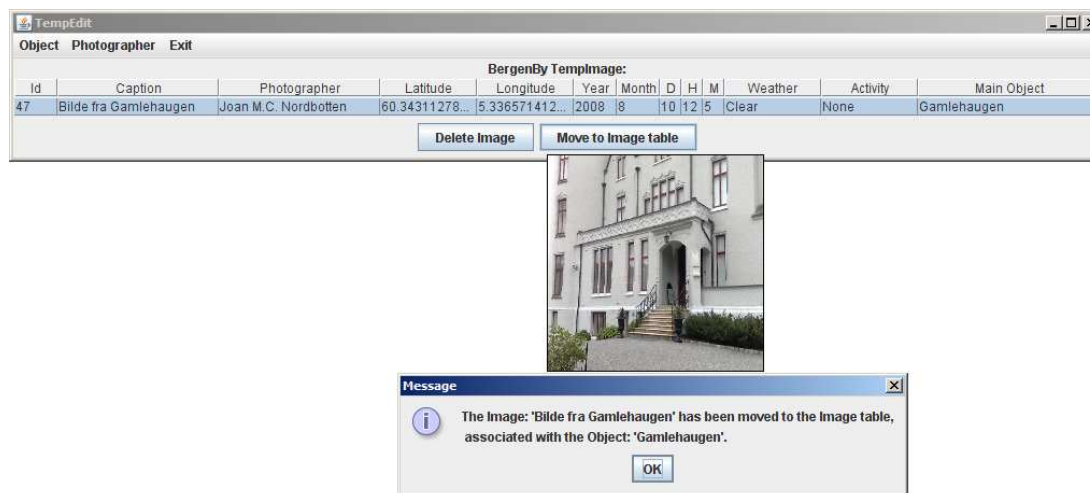 TempEdit
Object Photographer Exit
BergenBy TempImage:
Id Caption Photographer Latitude Longitude Year Month D H M Weather Activity Main Object
47 Bilde fra Gamlehaugen Joan M.C. Nordbotten 60.34311278... 5.336571412... 2008 8 10 12 5 Clear None Gamlehaugen
Delete Image Move to Image table
Message
The Image: 'Bilde fra Gamlehaugen' has been moved to the Image table,
associated with the Object: 'Gamlehaugen'.
OK